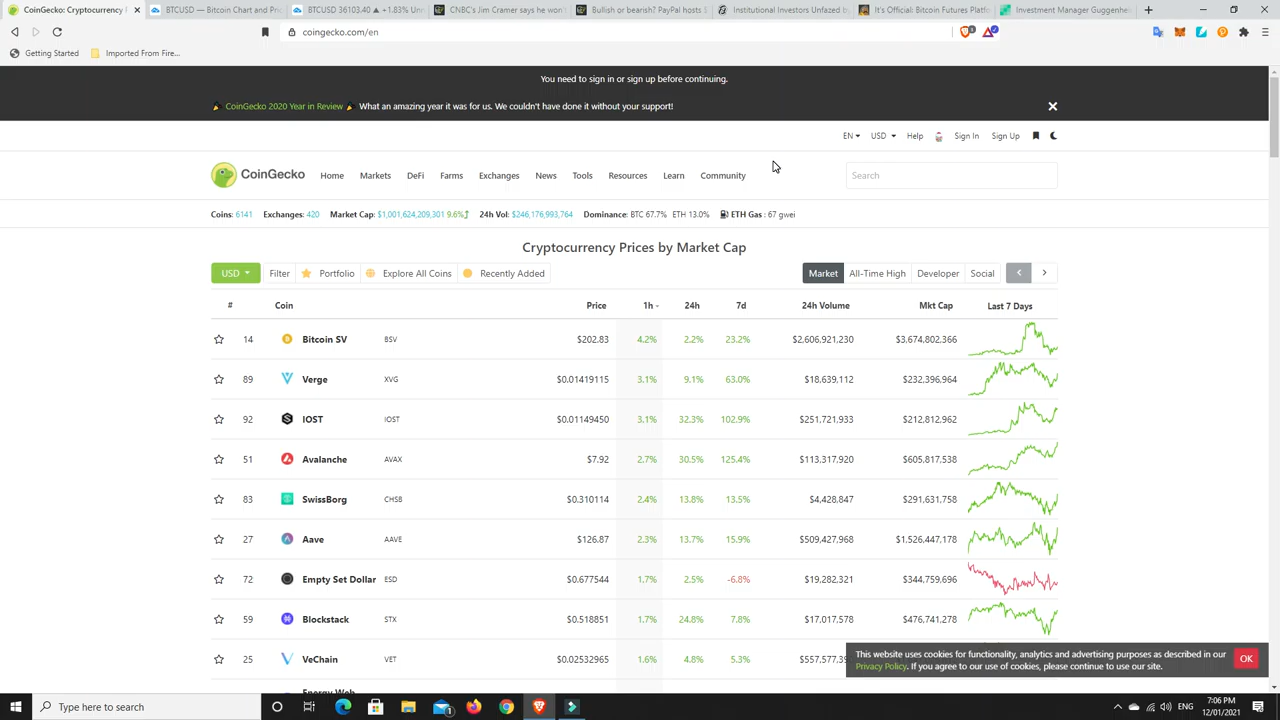 CoinGecko: Cryptocurrency P
BTCUSD — Bitcoin Chart and Pri
BTCUSD 36103.40 ▲ +1.83% Unn
CNBC's Jim Cramer says he won'
Bullish or bearish? PayPal hosts $
Institutional Investors Unfazed b
It's Official: Bitcoin Futures Platfo
Investment Manager Guggenhei
coingecko.com/en
Getting Started
Imported From Fire...
You need to sign in or sign up before continuing.
CoinGecko 2020 Year in Review What an amazing year it was for us. We couldn't have done it without your support!
EN USD Help Sign In Sign Up
CoinGecko Home Markets DeFi Farms Exchanges News Tools Resources Learn Community Search
Coins: 6141 Exchanges: 420 Market Cap: $1,001,624,209,301 9.6% 24h Vol: $246,176,993,764 Dominance: BTC 67.7% ETH 13.0% ETH Gas : 67 gwei
Cryptocurrency Prices by Market Cap
USD Filter Portfolio Explore All Coins Recently Added Market All-Time High Developer Social
# Coin Price 1h 24h 7d 24h Volume Mkt Cap Last 7 Days
14 Bitcoin SV BSV $202.83 4.2% 2.2% 23.2% $2,606,921,230 $3,674,802,366
89 Verge XVG $0.01419115 3.1% 9.1% 63.0% $18,639,112 $232,396,964
92 IOST IOST $0.01149450 3.1% 32.3% 102.9% $251,721,933 $212,812,962
51 Avalanche AVAX $7.92 2.7% 30.5% 125.4% $113,317,920 $605,817,538
83 SwissBorg CHSB $0.310114 2.4% 13.8% 13.5% $4,428,847 $291,631,758
27 Aave AAVE $126.87 2.3% 13.7% 15.9% $509,427,968 $1,526,447,178
72 Empty Set Dollar ESD $0.677544 1.7% 2.5% -6.8% $19,282,321 $344,759,696
59 Blockstack STX $0.518851 1.7% 24.8% 7.8% $17,017,578 $476,741,278
25 VeChain VET $0.02532965 1.6% 4.8% 5.3% $557,577,3
Energy Web
This website uses cookies for functionality, analytics and advertising purposes as described in our
Privacy Policy. If you agree to our use of cookies, please continue to use our site.
OK
Type here to search
ENG
7:06 PM
12/01/2021